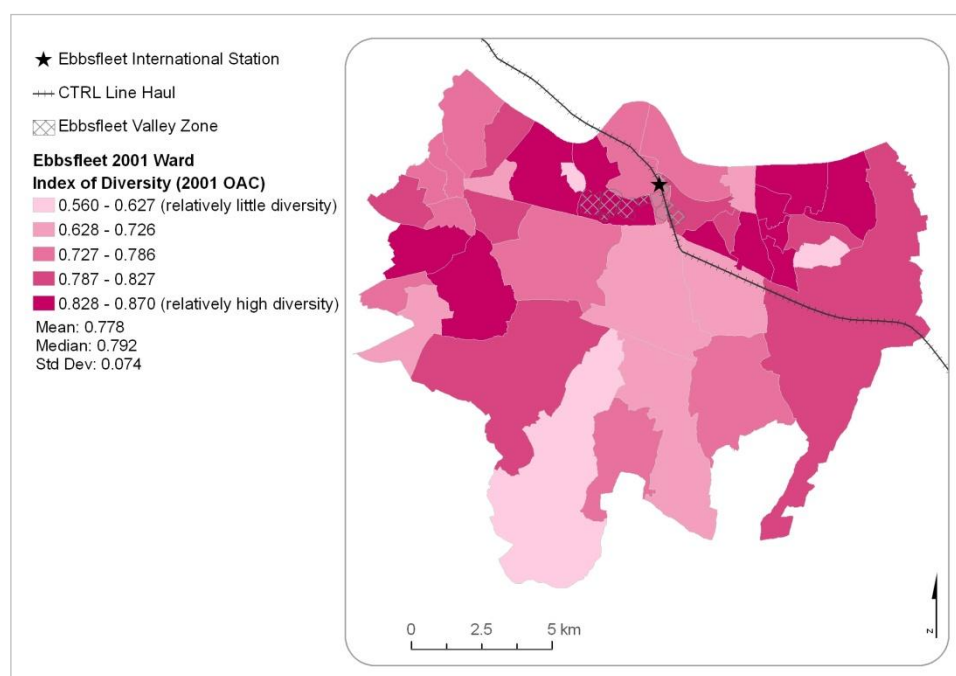 Ebbsfleet International Station
CTRL Line Haul
Ebbsfleet Valley Zone
Ebbsfleet 2001 Ward
Index of Diversity (2001 OAC)
0.560 - 0.627 (relatively little diversity)
0.628 - 0.726
0.727 - 0.786
0.787 - 0.827
0.828 - 0.870 (relatively high diversity)
Mean: 0.778
Median: 0.792
Std Dev: 0.074
0 2.5 5 km
N